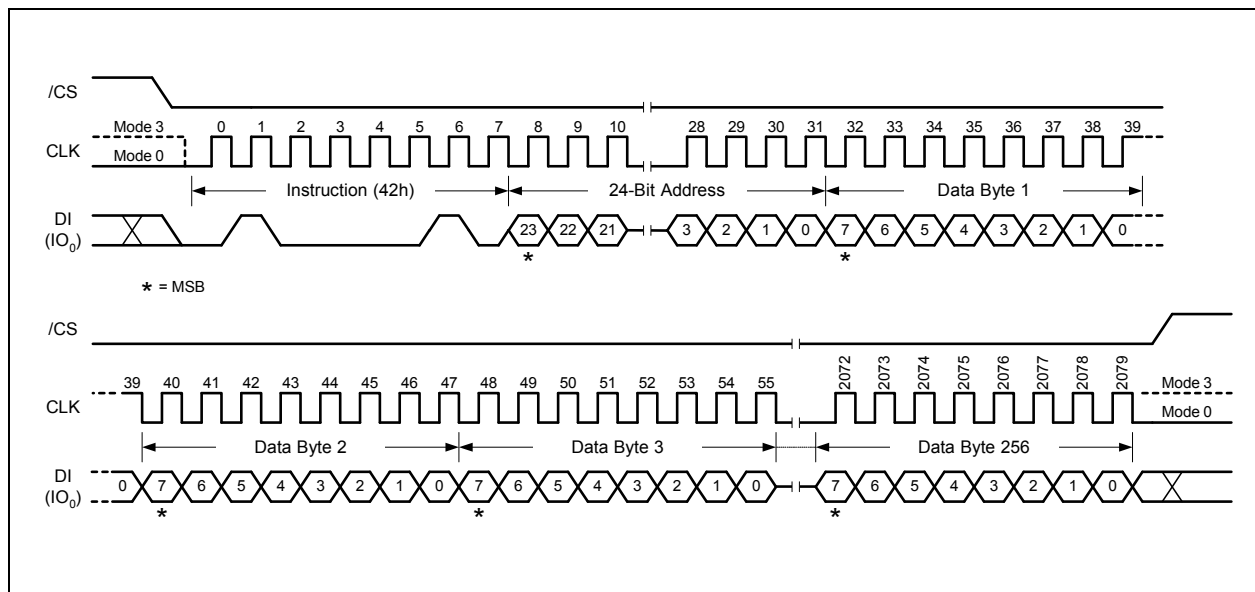 /CS
Mode 3 0 1 2 3 4 5 6 7 8 9 10 28 29 30 31 32 33 34 35 36 37 38 39
CLK
Mode 0
Instruction (42h) 24-Bit Address Data Byte 1
DI
(IO0) 23 22 21 3 2 1 0 7 6 5 4 3 2 1 0
* *
* = MSB
/CS
39 40 41 42 43 44 45 46 47 48 49 50 51 52 53 54 55 2072 2073 2074 2075 2076 2077 2078 2079
Mode 3
CLK
Mode 0
Data Byte 2 Data Byte 3 Data Byte 256
DI
(IO0) 0 7 6 5 4 3 2 1 0 7 6 5 4 3 2 1 0 7 6 5 4 3 2 1 0
* * *